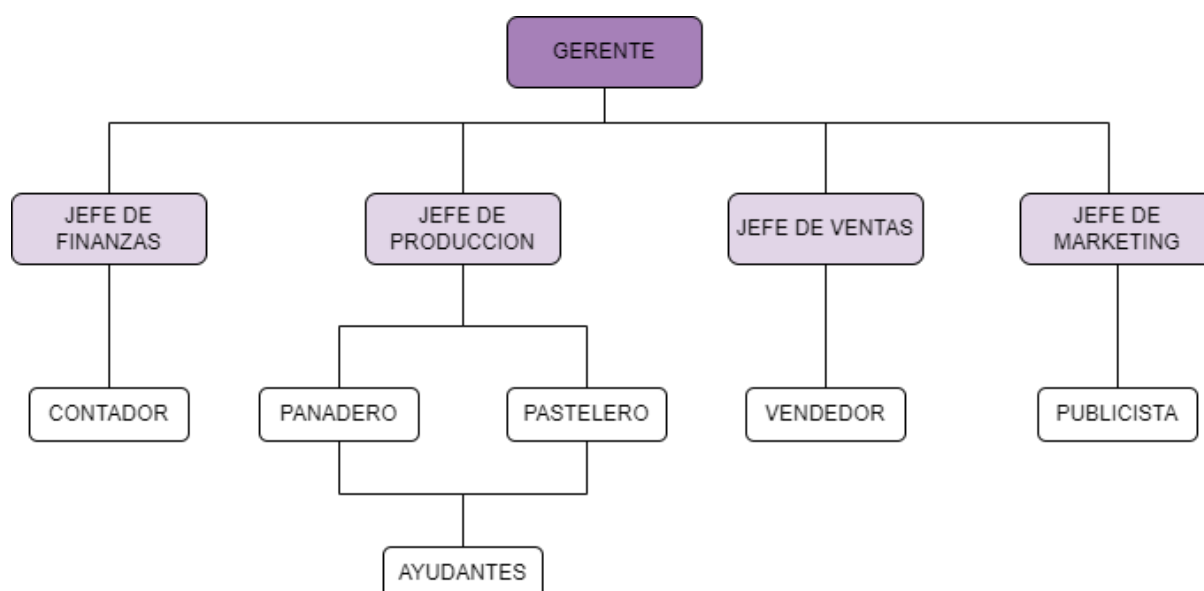 GERENTE
JEFE DE
FINANZAS
JEFE DE
PRODUCCION
JEFE DE VENTAS
JEFE DE
MARKETING
CONTADOR
PANADERO
PASTELERO
VENDEDOR
PUBLICISTA
AYUDANTES